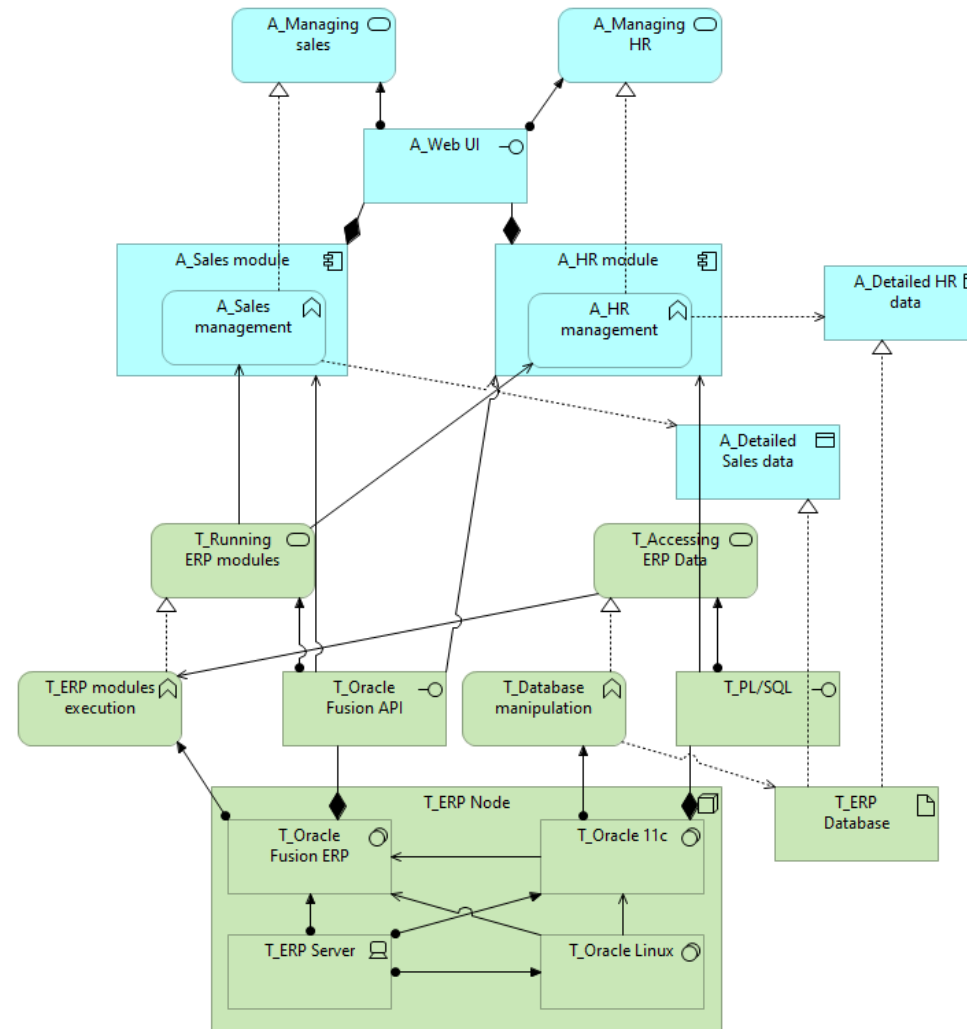 A_Managing
sales
A_Managing
HR
A_Web UI
A_Sales module
A_HR module
A_Sales
management
A_HR
management
A_Detailed HR
data
A_Detailed
Sales data
T_Running
ERP modules
T_Accessing
ERP Data
T_ERP modules
execution
T_Oracle
Fusion API
T_Database
manipulation
T_PL/SQL
T_ERP Node
T_ERP
Database
T_Oracle
Fusion ERP
T_Oracle 11c
T_ERP Server
T_Oracle Linux